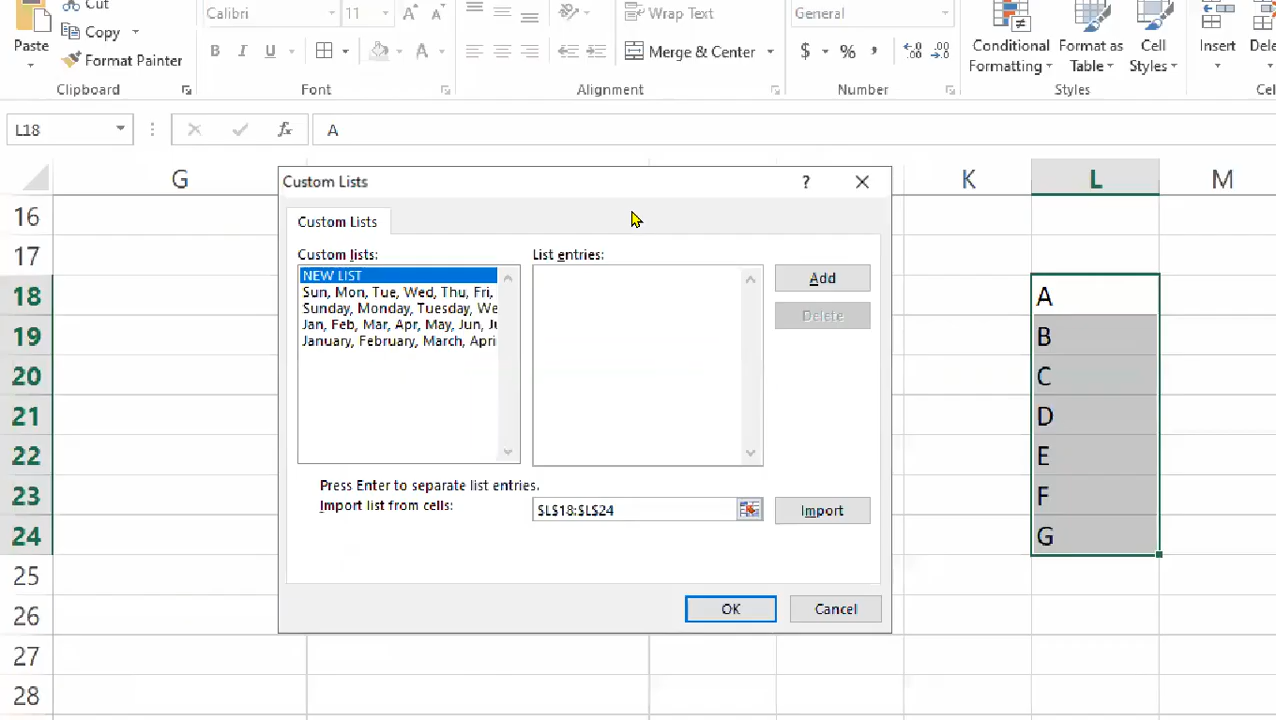 Cut
Calibri 11 Wrap Text General
Paste Copy
Format Painter B I U Merge & Center $ % , Conditional Formatting Format as Table Cell Styles Insert
Clipboard Font Alignment Number Styles
L18 fx A
G K L M
Custom Lists ? ×
16
Custom Lists
17
Custom lists: List entries:
NEW LIST Add
Sun, Mon, Tue, Wed, Thu, Fri,
18 A
Sunday, Monday, Tuesday, We
Delete
Jan, Feb, Mar, Apr, May, Jun, Ju
19 B
January, February, March, Apri
20 C
21 D
22 E
Press Enter to separate list entries.
23 F
Import list from cells: $L$18:$L$24 Import
24 G
25
26 OK Cancel
27
28